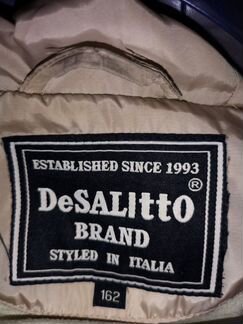 ESTABLISHED SINCE 1993
DeSALittO®
BRAND
STYLED IN ITALIA
162